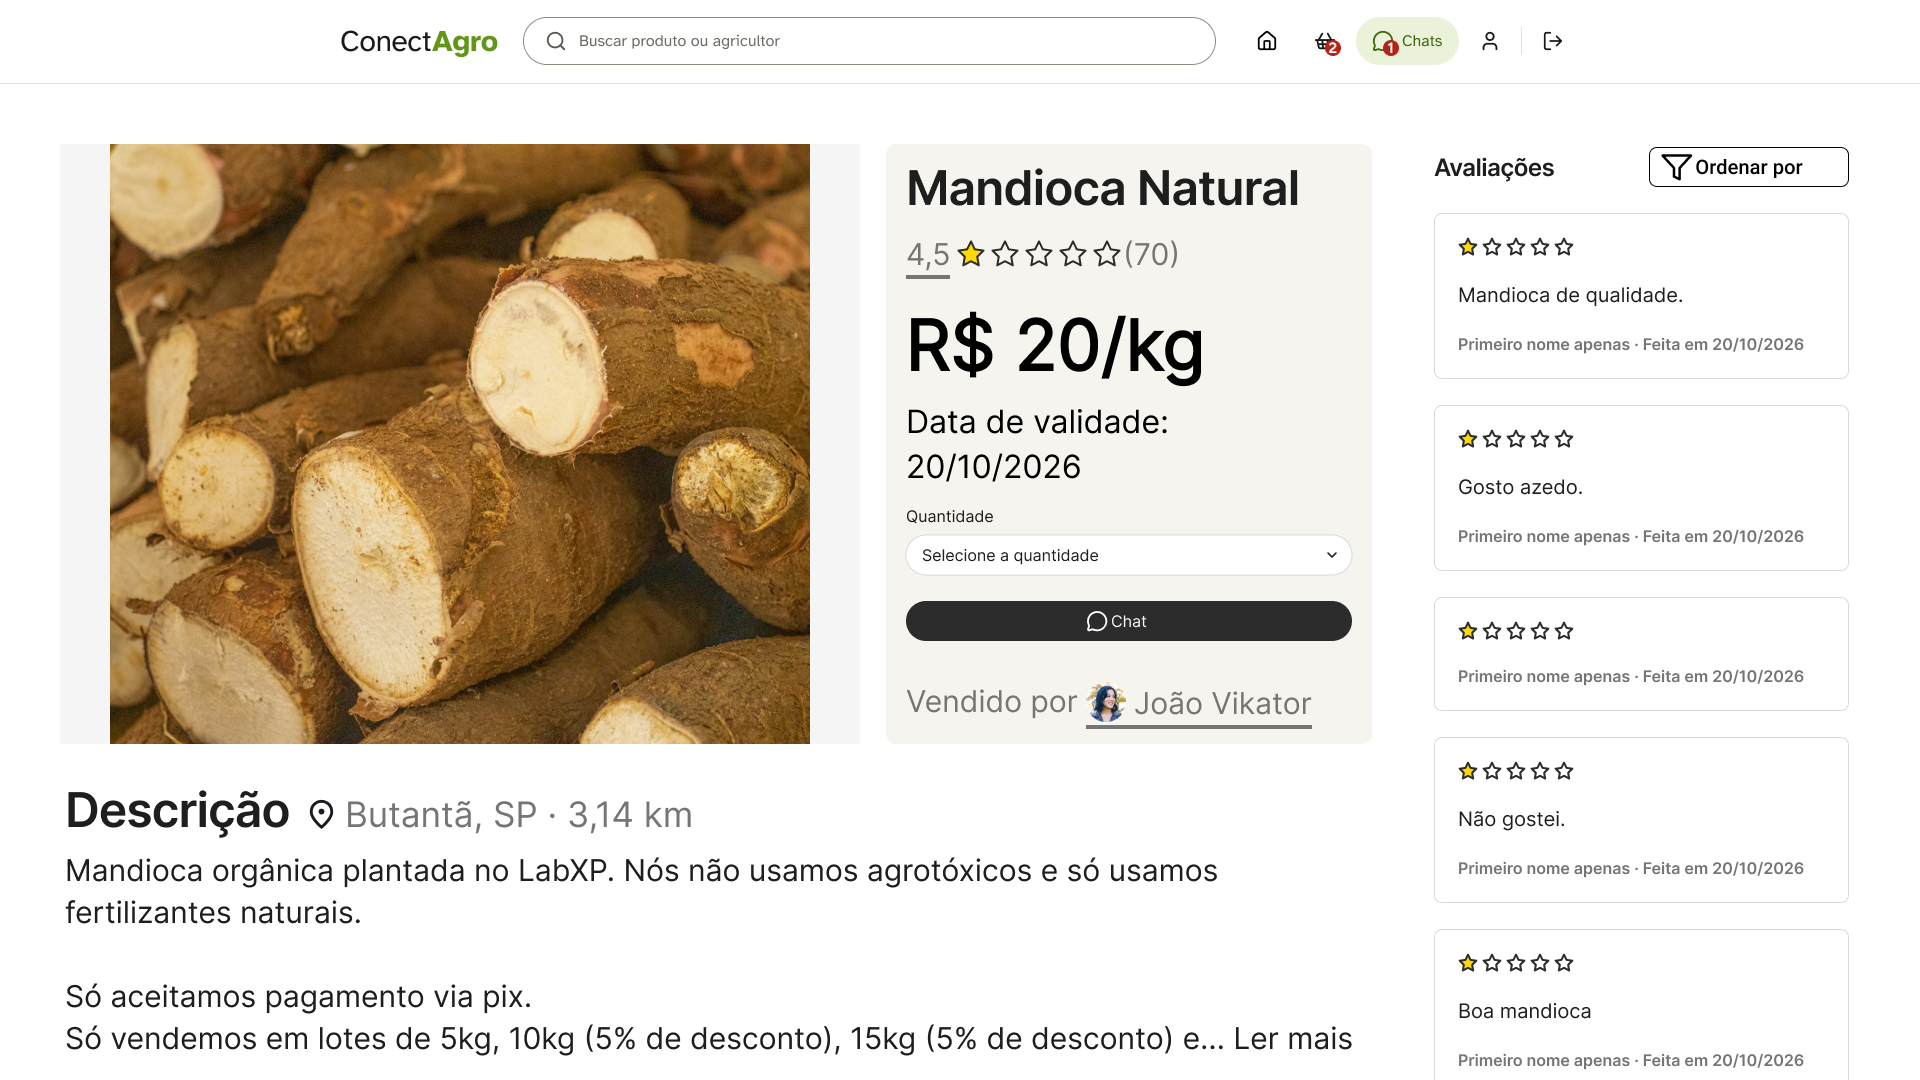 ConectAgro
Buscar produto ou agricultor
2
1
Chats
Mandioca Natural
4,5
(70)
R$ 20/kg
Data de validade:
20/10/2026
Quantidade
Selecione a quantidade
Chat
Vendido por João Vikator
Descrição Butantã, SP · 3,14 km
Mandioca orgânica plantada no LabXP. Nós não usamos agrotóxicos e só usamos
fertilizantes naturais.
Só aceitamos pagamento via pix.
Só vendemos em lotes de 5kg, 10kg (5% de desconto), 15kg (5% de desconto) e... Ler mais
Avaliações
Ordenar por
Mandioca de qualidade.
Primeiro nome apenas · Feita em 20/10/2026
Gosto azedo.
Primeiro nome apenas · Feita em 20/10/2026
Primeiro nome apenas · Feita em 20/10/2026
Não gostei.
Primeiro nome apenas · Feita em 20/10/2026
Boa mandioca
Primeiro nome apenas · Feita em 20/10/2026